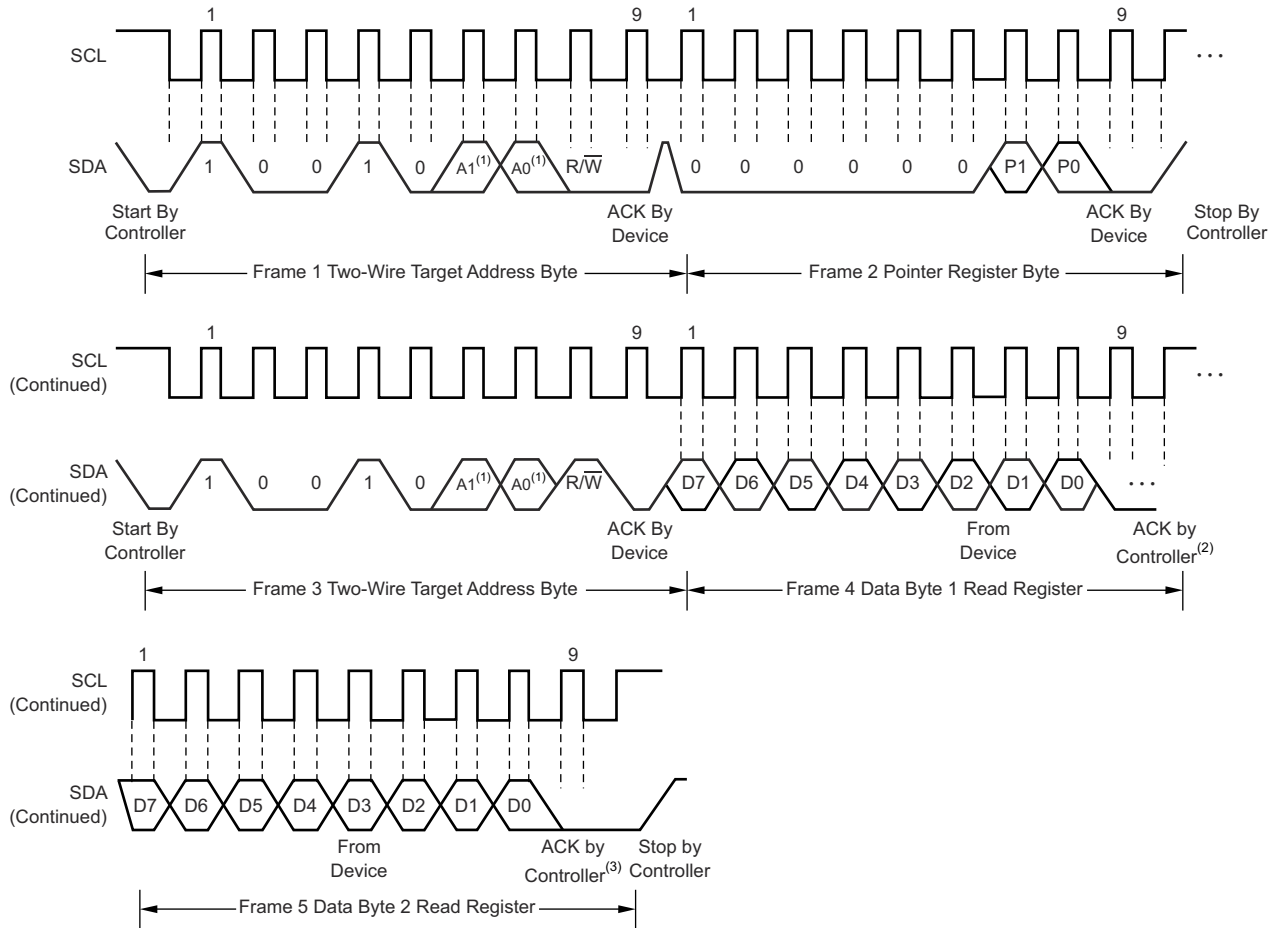 1 9 1 9
SCL ...
SDA 1 0 0 1 0 A1(1) A0(1) R/W̅ 0 0 0 0 0 0 P1 P0
Start By Controller
ACK By Device
ACK By Device
Stop By Controller
Frame 1 Two-Wire Target Address Byte
Frame 2 Pointer Register Byte
1 9 1 9
SCL (Continued) ...
SDA (Continued) 1 0 0 1 0 A1(1) A0(1) R/W̅ D7 D6 D5 D4 D3 D2 D1 D0 ...
Start By Controller
ACK By Device
From Device
ACK by Controller(2)
Frame 3 Two-Wire Target Address Byte
Frame 4 Data Byte 1 Read Register
1 9
SCL (Continued)
SDA (Continued) D7 D6 D5 D4 D3 D2 D1 D0
From Device
ACK by Controller(3)
Stop by Controller
Frame 5 Data Byte 2 Read Register